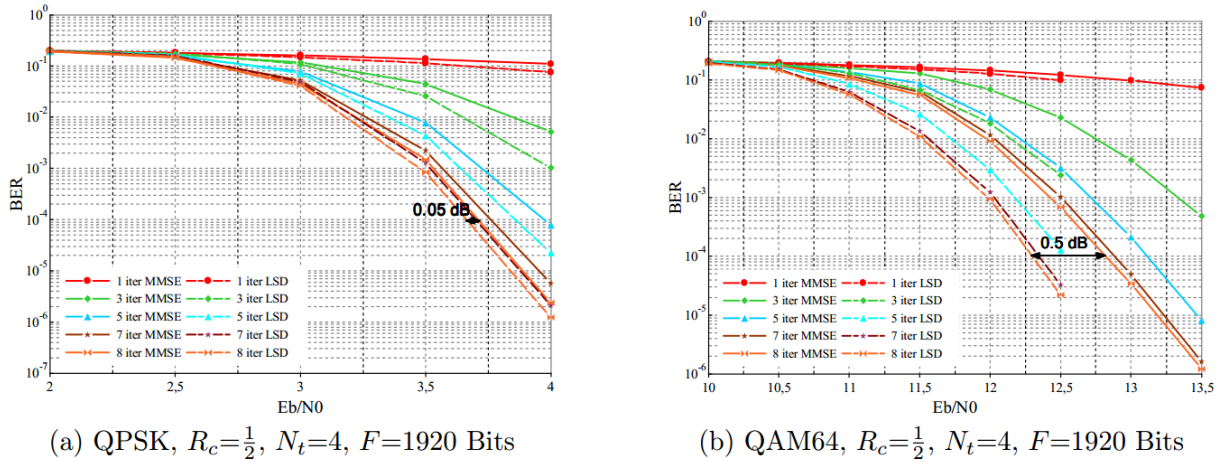 10^0
10^-1
10^-2
10^-3
10^-4
10^-5
10^-6
10^-7
BER
0.05 dB
1 iter MMSE 1 iter LSD
3 iter MMSE 3 iter LSD
5 iter MMSE 5 iter LSD
7 iter MMSE 7 iter LSD
8 iter MMSE 8 iter LSD
2 2,5 3 3,5 4
Eb/N0
(a) QPSK, R_c=1/2, N_t=4, F=1920 Bits
10^0
10^-1
10^-2
10^-3
10^-4
10^-5
10^-6
BER
0.5 dB
1 iter MMSE 1 iter LSD
3 iter MMSE 3 iter LSD
5 iter MMSE 5 iter LSD
7 iter MMSE 7 iter LSD
8 iter MMSE 8 iter LSD
10 10,5 11 11,5 12 12,5 13 13,5
Eb/N0
(b) QAM64, R_c=1/2, N_t=4, F=1920 Bits